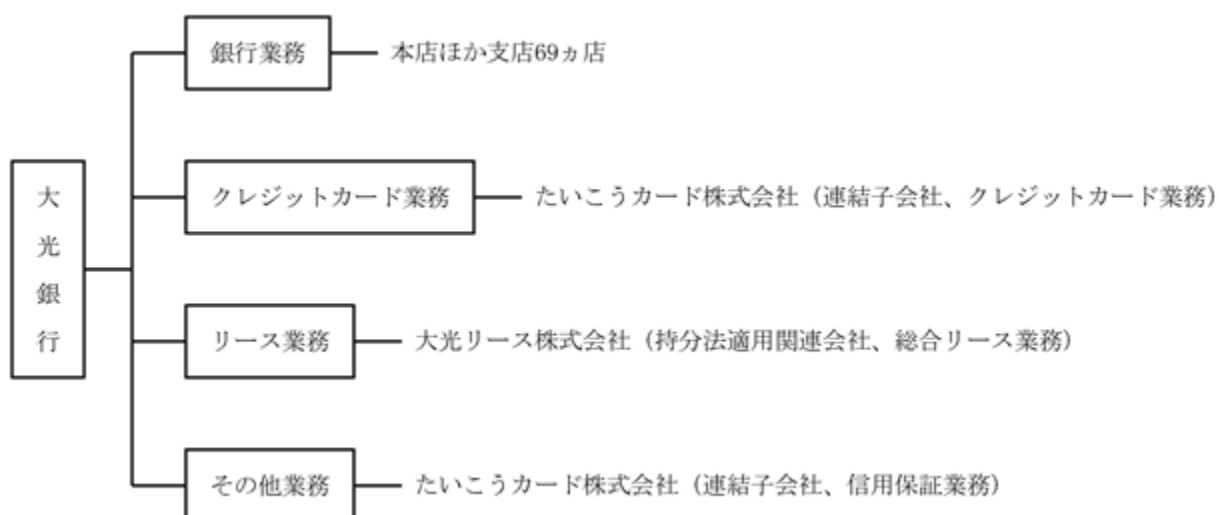 大光銀行
銀行業務
本店ほか支店69ヵ店
クレジットカード業務
たいこうカード株式会社（連結子会社、クレジットカード業務）
リース業務
大光リース株式会社（持分法適用関連会社、総合リース業務）
その他業務
たいこうカード株式会社（連結子会社、信用保証業務）